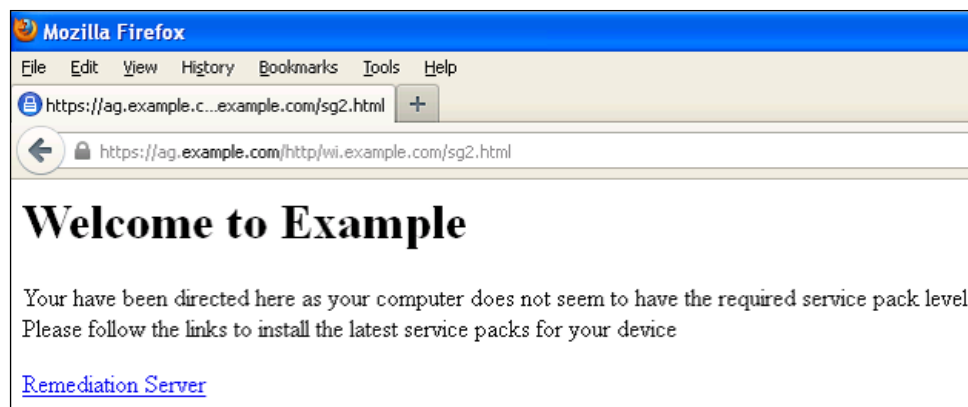 Mozilla Firefox
File Edit View History Bookmarks Tools Help
https://ag.example.c...example.com/sg2.html +
https://ag.example.com/http/wi.example.com/sg2.html
Welcome to Example
Your have been directed here as your computer does not seem to have the required service pack level
Please follow the links to install the latest service packs for your device
Remediation Server